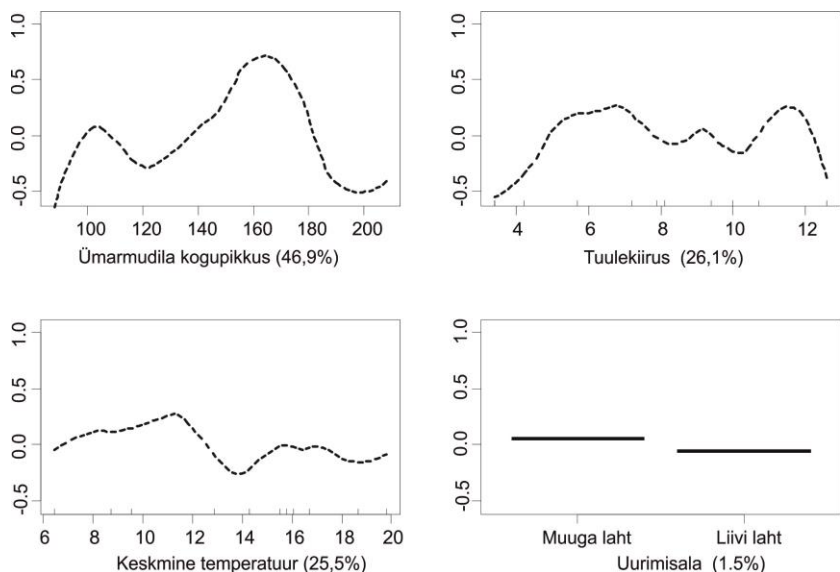 1.0
0.5
0.0
-0.5
100 120 140 160 180 200
Ümarmudila kogupikkus (46,9%)
1.0
0.5
0.0
-0.5
4 6 8 10 12
Tuulekiirus (26,1%)
1.0
0.5
0.0
-0.5
6 8 10 12 14 16 18 20
Keskmine temperatuur (25,5%)
1.0
0.5
0.0
-0.5
Muuga laht Liivi laht
Uurimisala (1.5%)